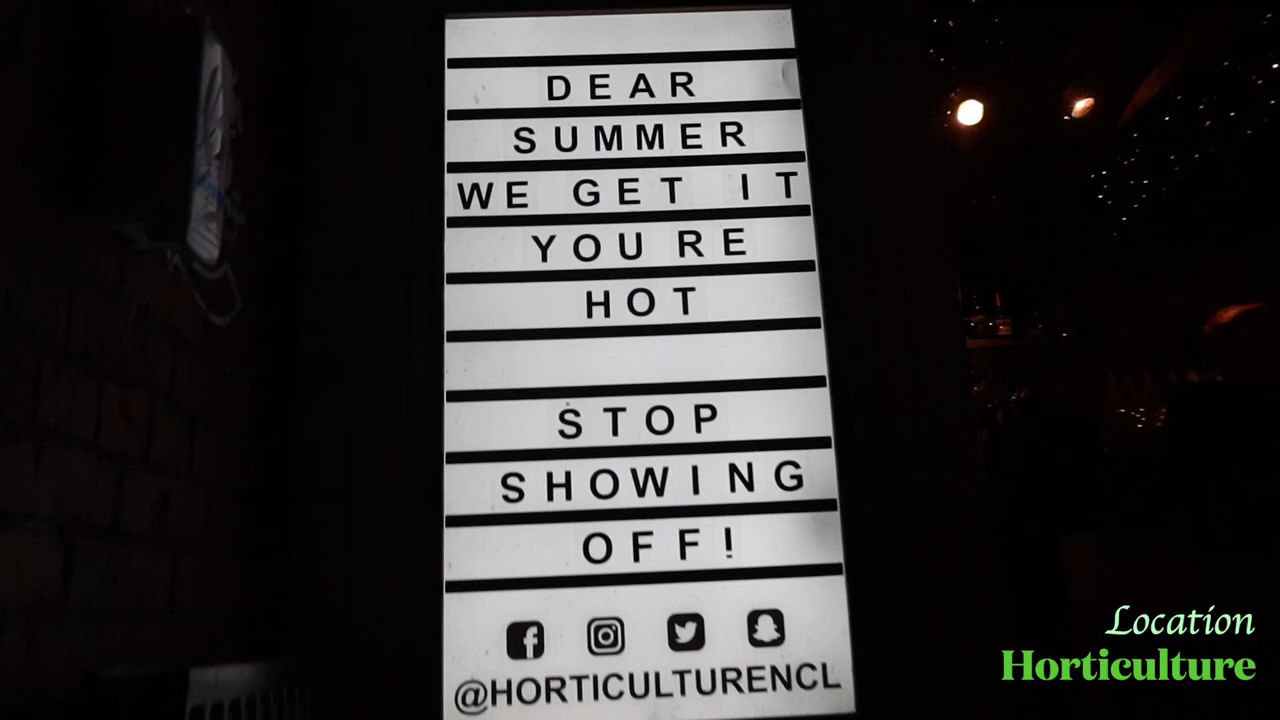 DEAR
SUMMER
WE GET IT
YOU RE
HOT
STOP
SHOWING
OFF!
@HORTICULTURENCL
Location
Horticulture